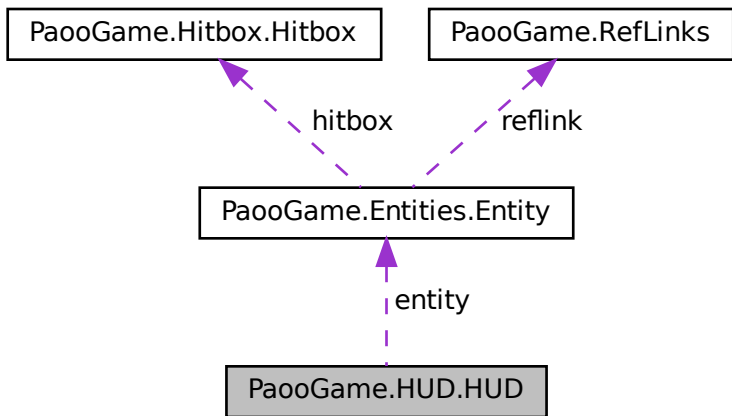 PaooGame.Hitbox.Hitbox
PaooGame.RefLinks
hitbox
reflink
PaooGame.Entities.Entity
entity
PaooGame.HUD.HUD